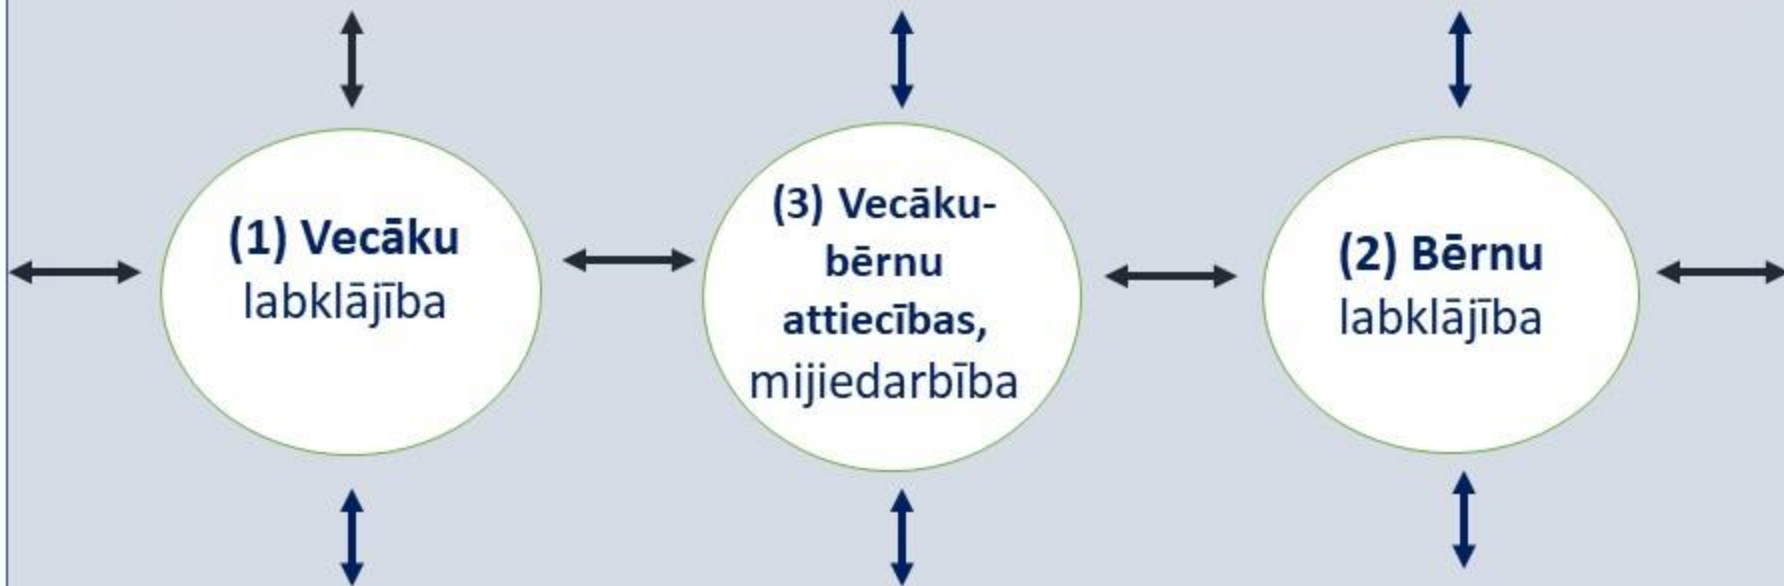 (1) Vecāku
labklājība
(3) Vecāku-
bērnu
attiecības,
mijiedarbība
(2) Bērnu
labklājība